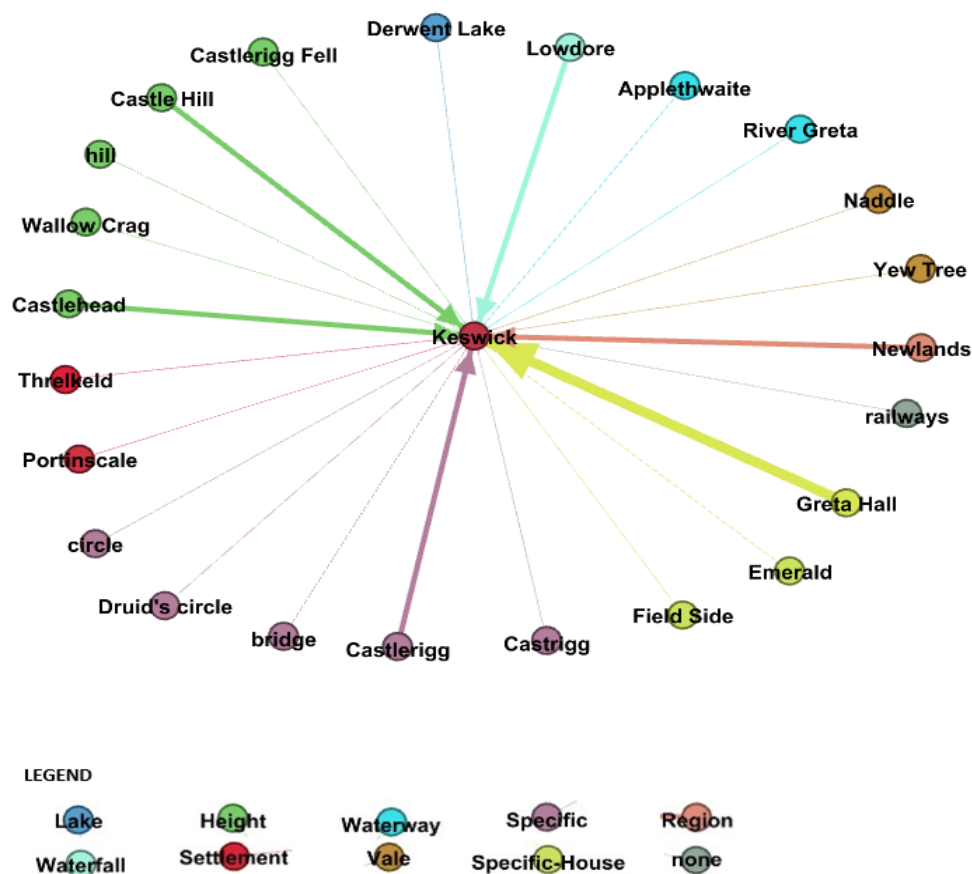 Derwent Lake
Lowdore
Castlerigg Fell
Applethwaite
Castle Hill
River Greta
hill
Naddle
Wallow Crag
Yew Tree
Castlehead
Keswick
Newlands
Threlkeld
railways
Portinscale
Greta Hall
circle
Emerald
Druid's circle
Field Side
bridge
Castlerigg
Castrigg
LEGEND
Lake
Height
Waterway
Specific
Region
Waterfall
Settlement
Vale
Specific-House
none